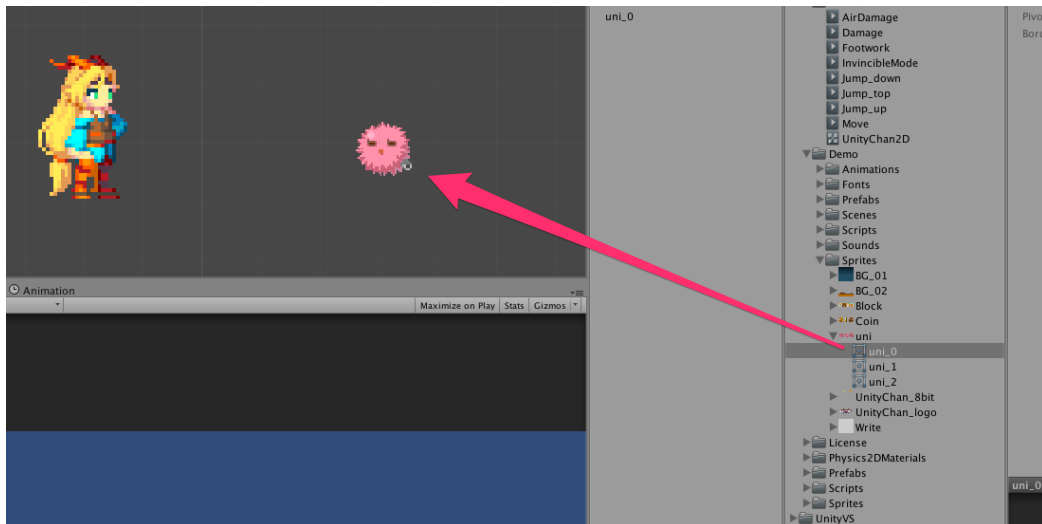 uni_0
AirDamage
Damage
Footwork
InvincibleMode
Jump_down
Jump_top
Jump_up
Move
UnityChan2D
Demo
Animations
Fonts
Prefabs
Scenes
Scripts
Sounds
Sprites
BG_01
BG_02
Block
Coin
uni
uni_0
uni_1
uni_2
UnityChan_8bit
UnityChan_logo
Write
License
Physics2DMaterials
Prefabs
Scripts
Sprites
UnityVS
Pivo
Bord
uni_0
Animation
Maximize on Play Stats Gizmos